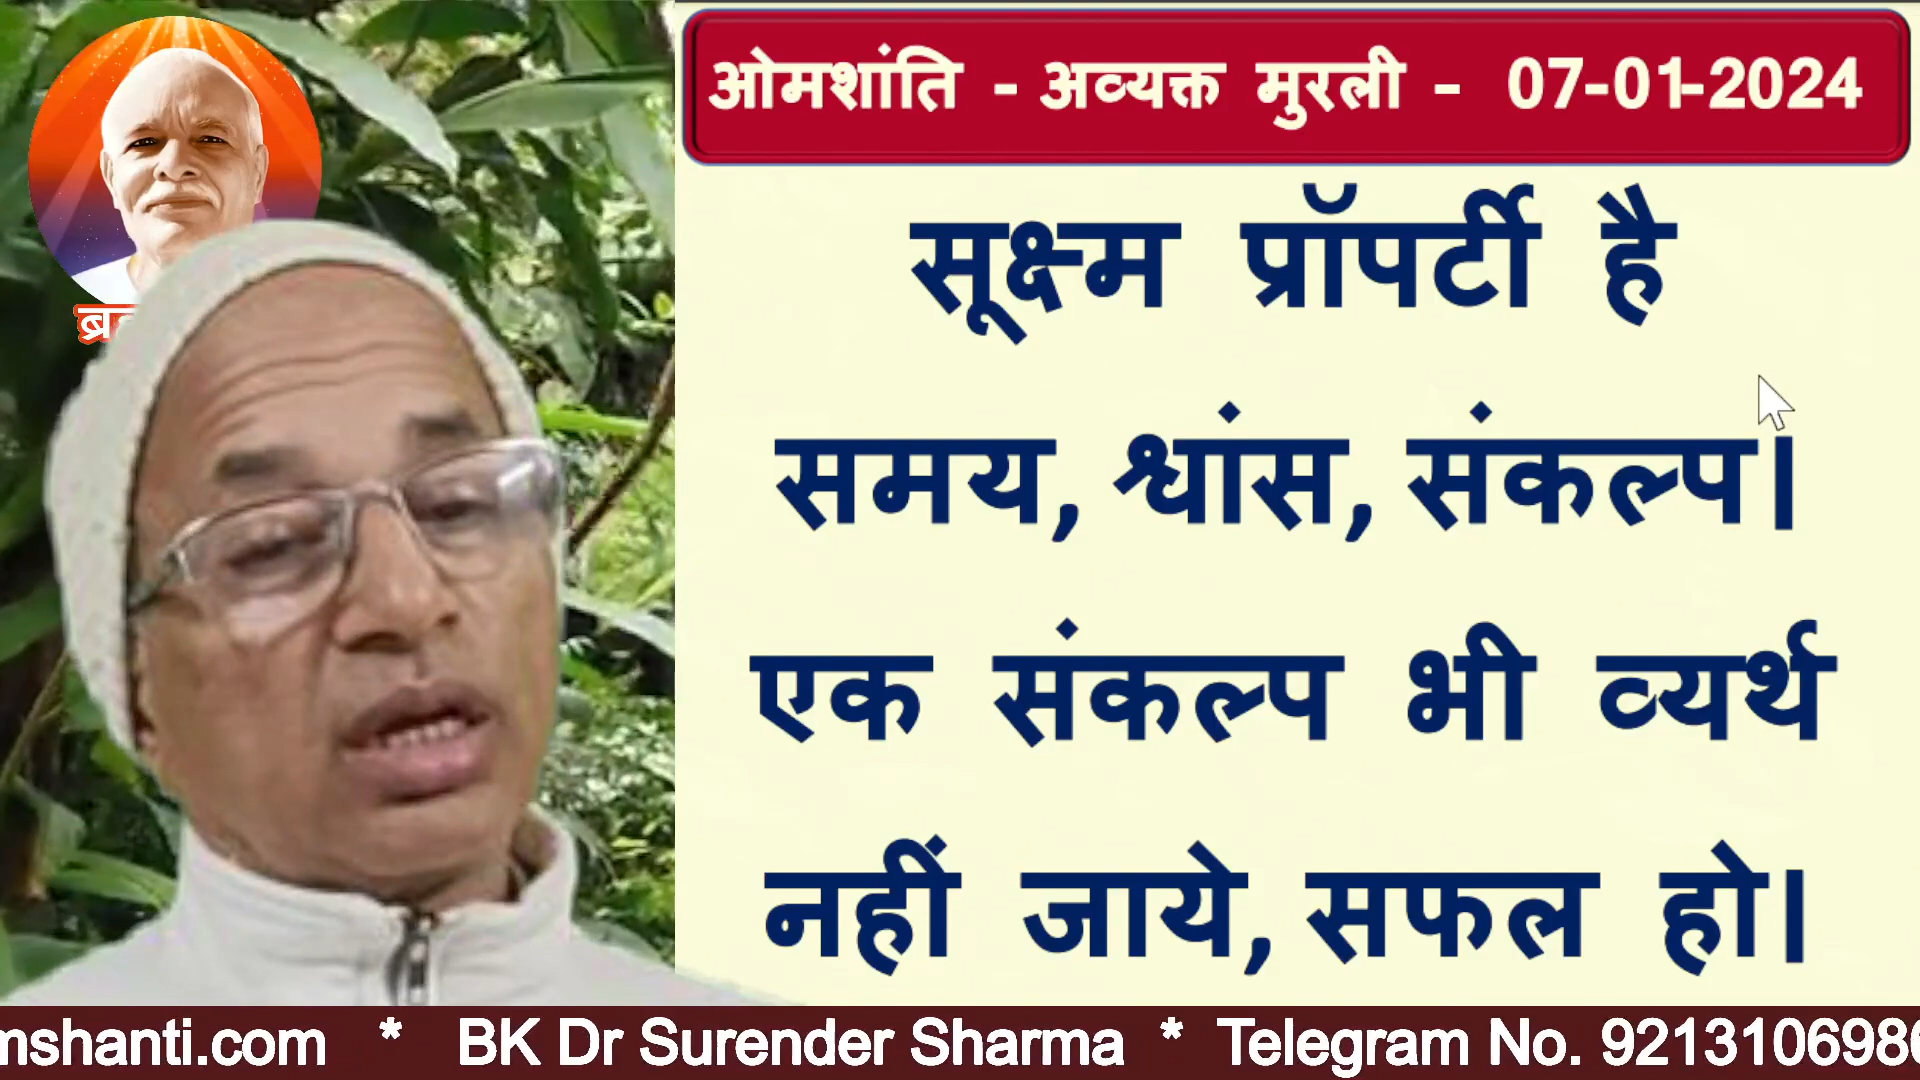 ओमशांति - अव्यक्त मुरली - 07-01-2024
सूक्ष्म प्रॉपर्टी है
समय, श्वांस, संकल्प।
एक संकल्प भी व्यर्थ
नहीं जाये, सफल हो।
mshanti.com * BK Dr Surender Sharma * Telegram No. 921310698